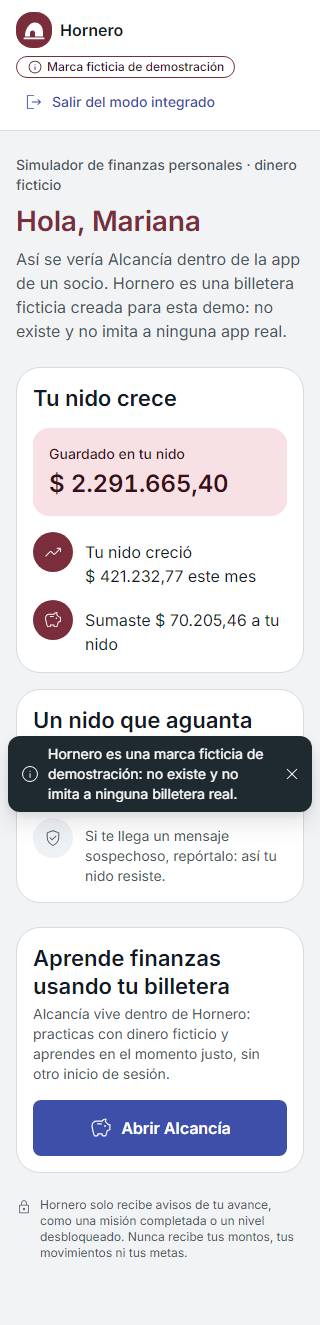 Hornero
Marca ficticia de demostración
Salir del modo integrado
Simulador de finanzas personales · dinero
ficticio
Hola, Mariana
Así se vería Alcancía dentro de la app
de un socio. Hornero es una billetera
ficticia creada para esta demo: no
existe y no imita a ninguna app real.
Tu nido crece
Guardado en tu nido
$ 2.291.665,40
Tu nido creció
$ 421.232,77 este mes
Sumaste $ 70.205,46 a tu
nido
Un nido que aguanta
Hornero es una marca ficticia de
demostración: no existe y no
imita a ninguna billetera real.
Si te llega un mensaje
sospechoso, repórtalo: así tu
nido resiste.
Aprende finanzas
usando tu billetera
Alcancía vive dentro de Hornero:
practicas con dinero ficticio y
aprendes en el momento justo, sin
otro inicio de sesión.
Abrir Alcancía
Hornero solo recibe avisos de tu avance,
como una misión completada o un nivel
desbloqueado. Nunca recibe tus montos, tus
movimientos ni tus metas.